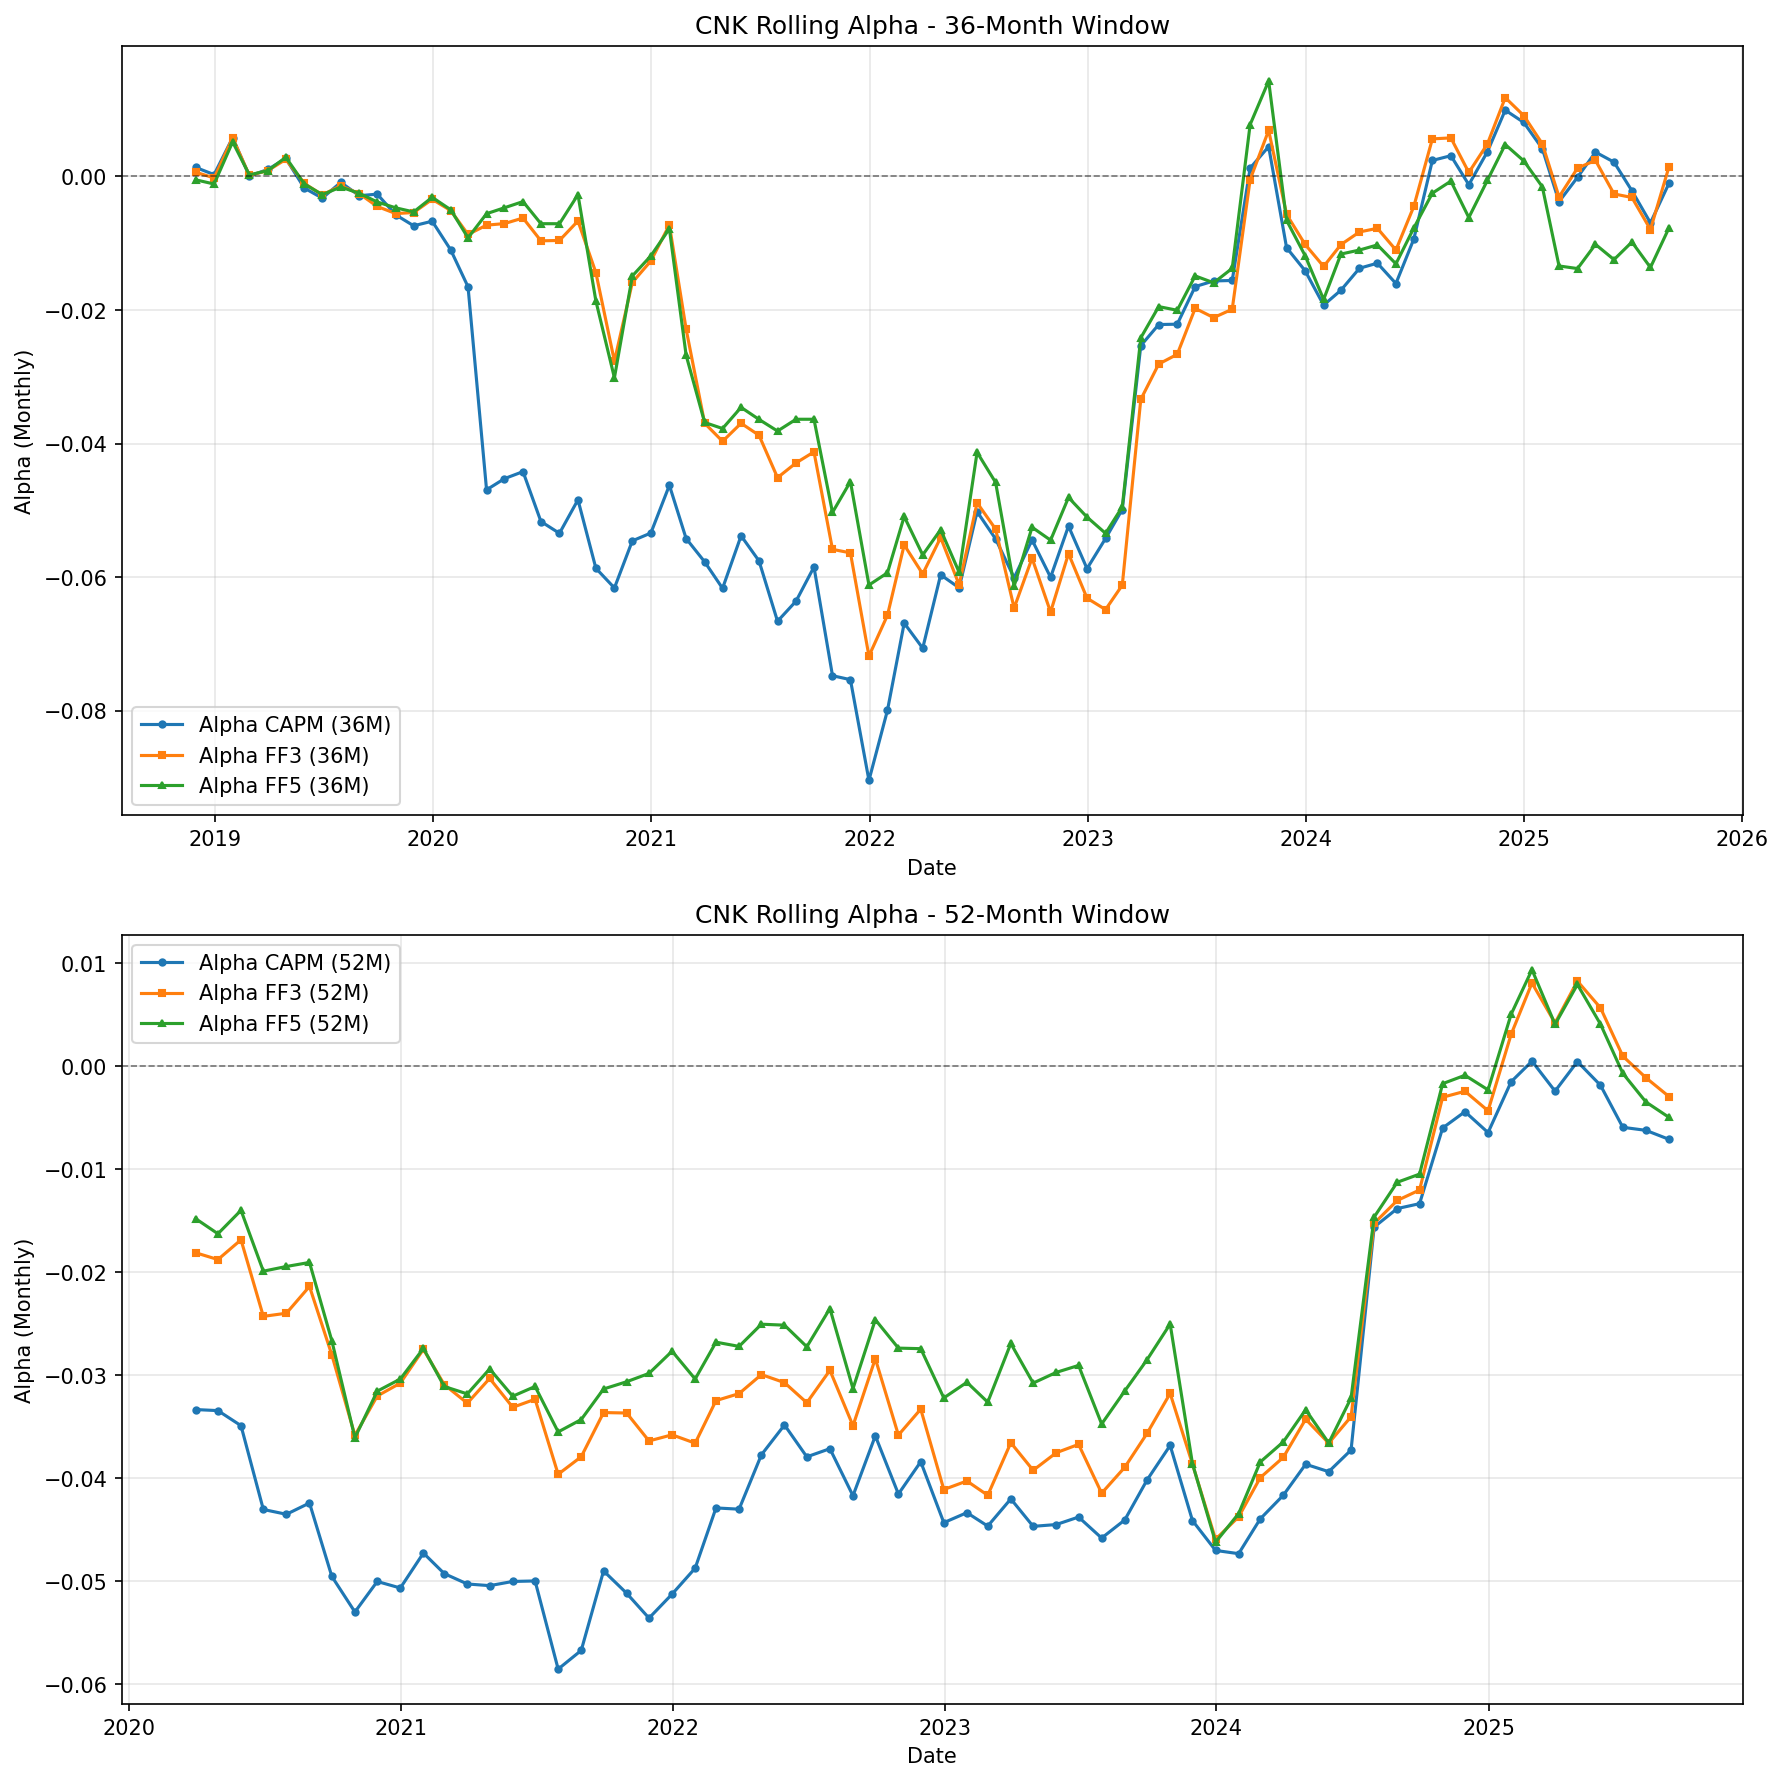 CNK Rolling Alpha - 36-Month Window
0.00
−0.02
−0.04
−0.06
−0.08
Alpha (Monthly)
Alpha CAPM (36M)
Alpha FF3 (36M)
Alpha FF5 (36M)
2019 2020 2021 2022 2023 2024 2025 2026
Date
CNK Rolling Alpha - 52-Month Window
Alpha CAPM (52M)
Alpha FF3 (52M)
Alpha FF5 (52M)
0.01
0.00
−0.01
−0.02
−0.03
−0.04
−0.05
−0.06
Alpha (Monthly)
2020 2021 2022 2023 2024 2025
Date